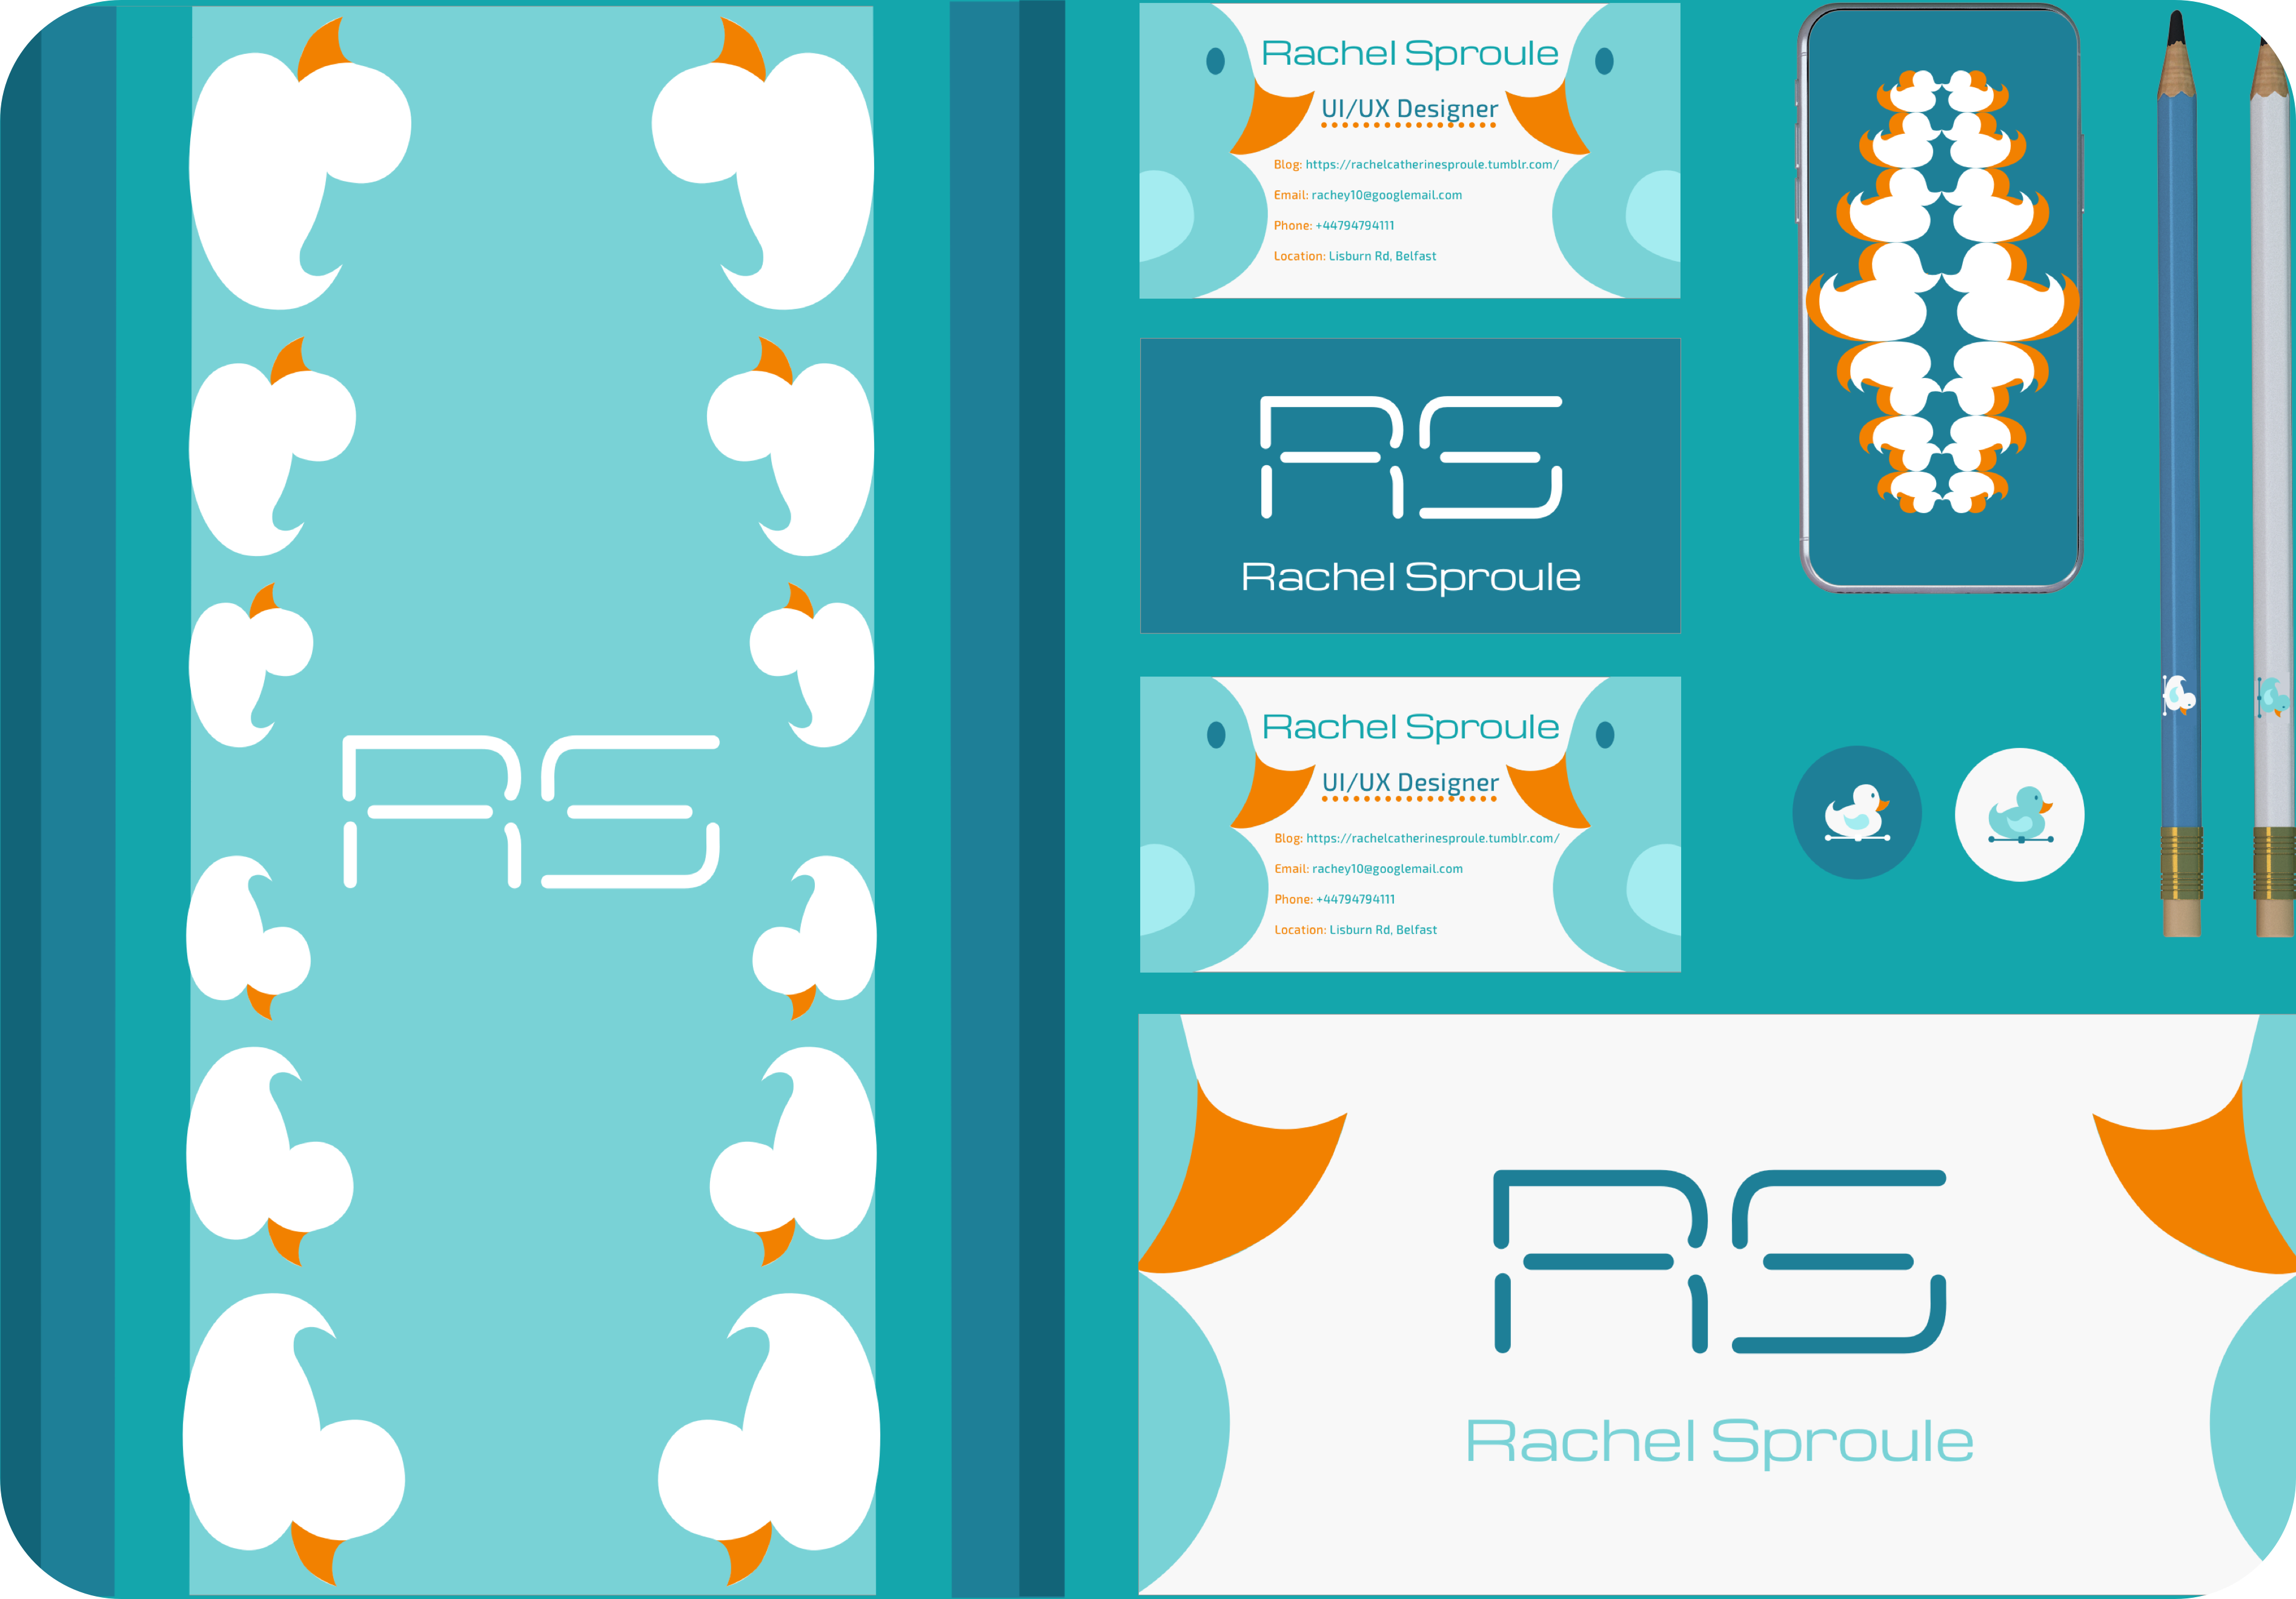 RS
Rachel Sproule
UI/UX Designer
Blog: https://rachelcatherinesproule.tumblr.com/
Email: rachey10@googlemail.com
Phone: +44794794111
Location: Lisburn Rd, Belfast
RS
Rachel Sproule
Rachel Sproule
UI/UX Designer
Blog: https://rachelcatherinesproule.tumblr.com/
Email: rachey10@googlemail.com
Phone: +44794794111
Location: Lisburn Rd, Belfast
RS
Rachel Sproule